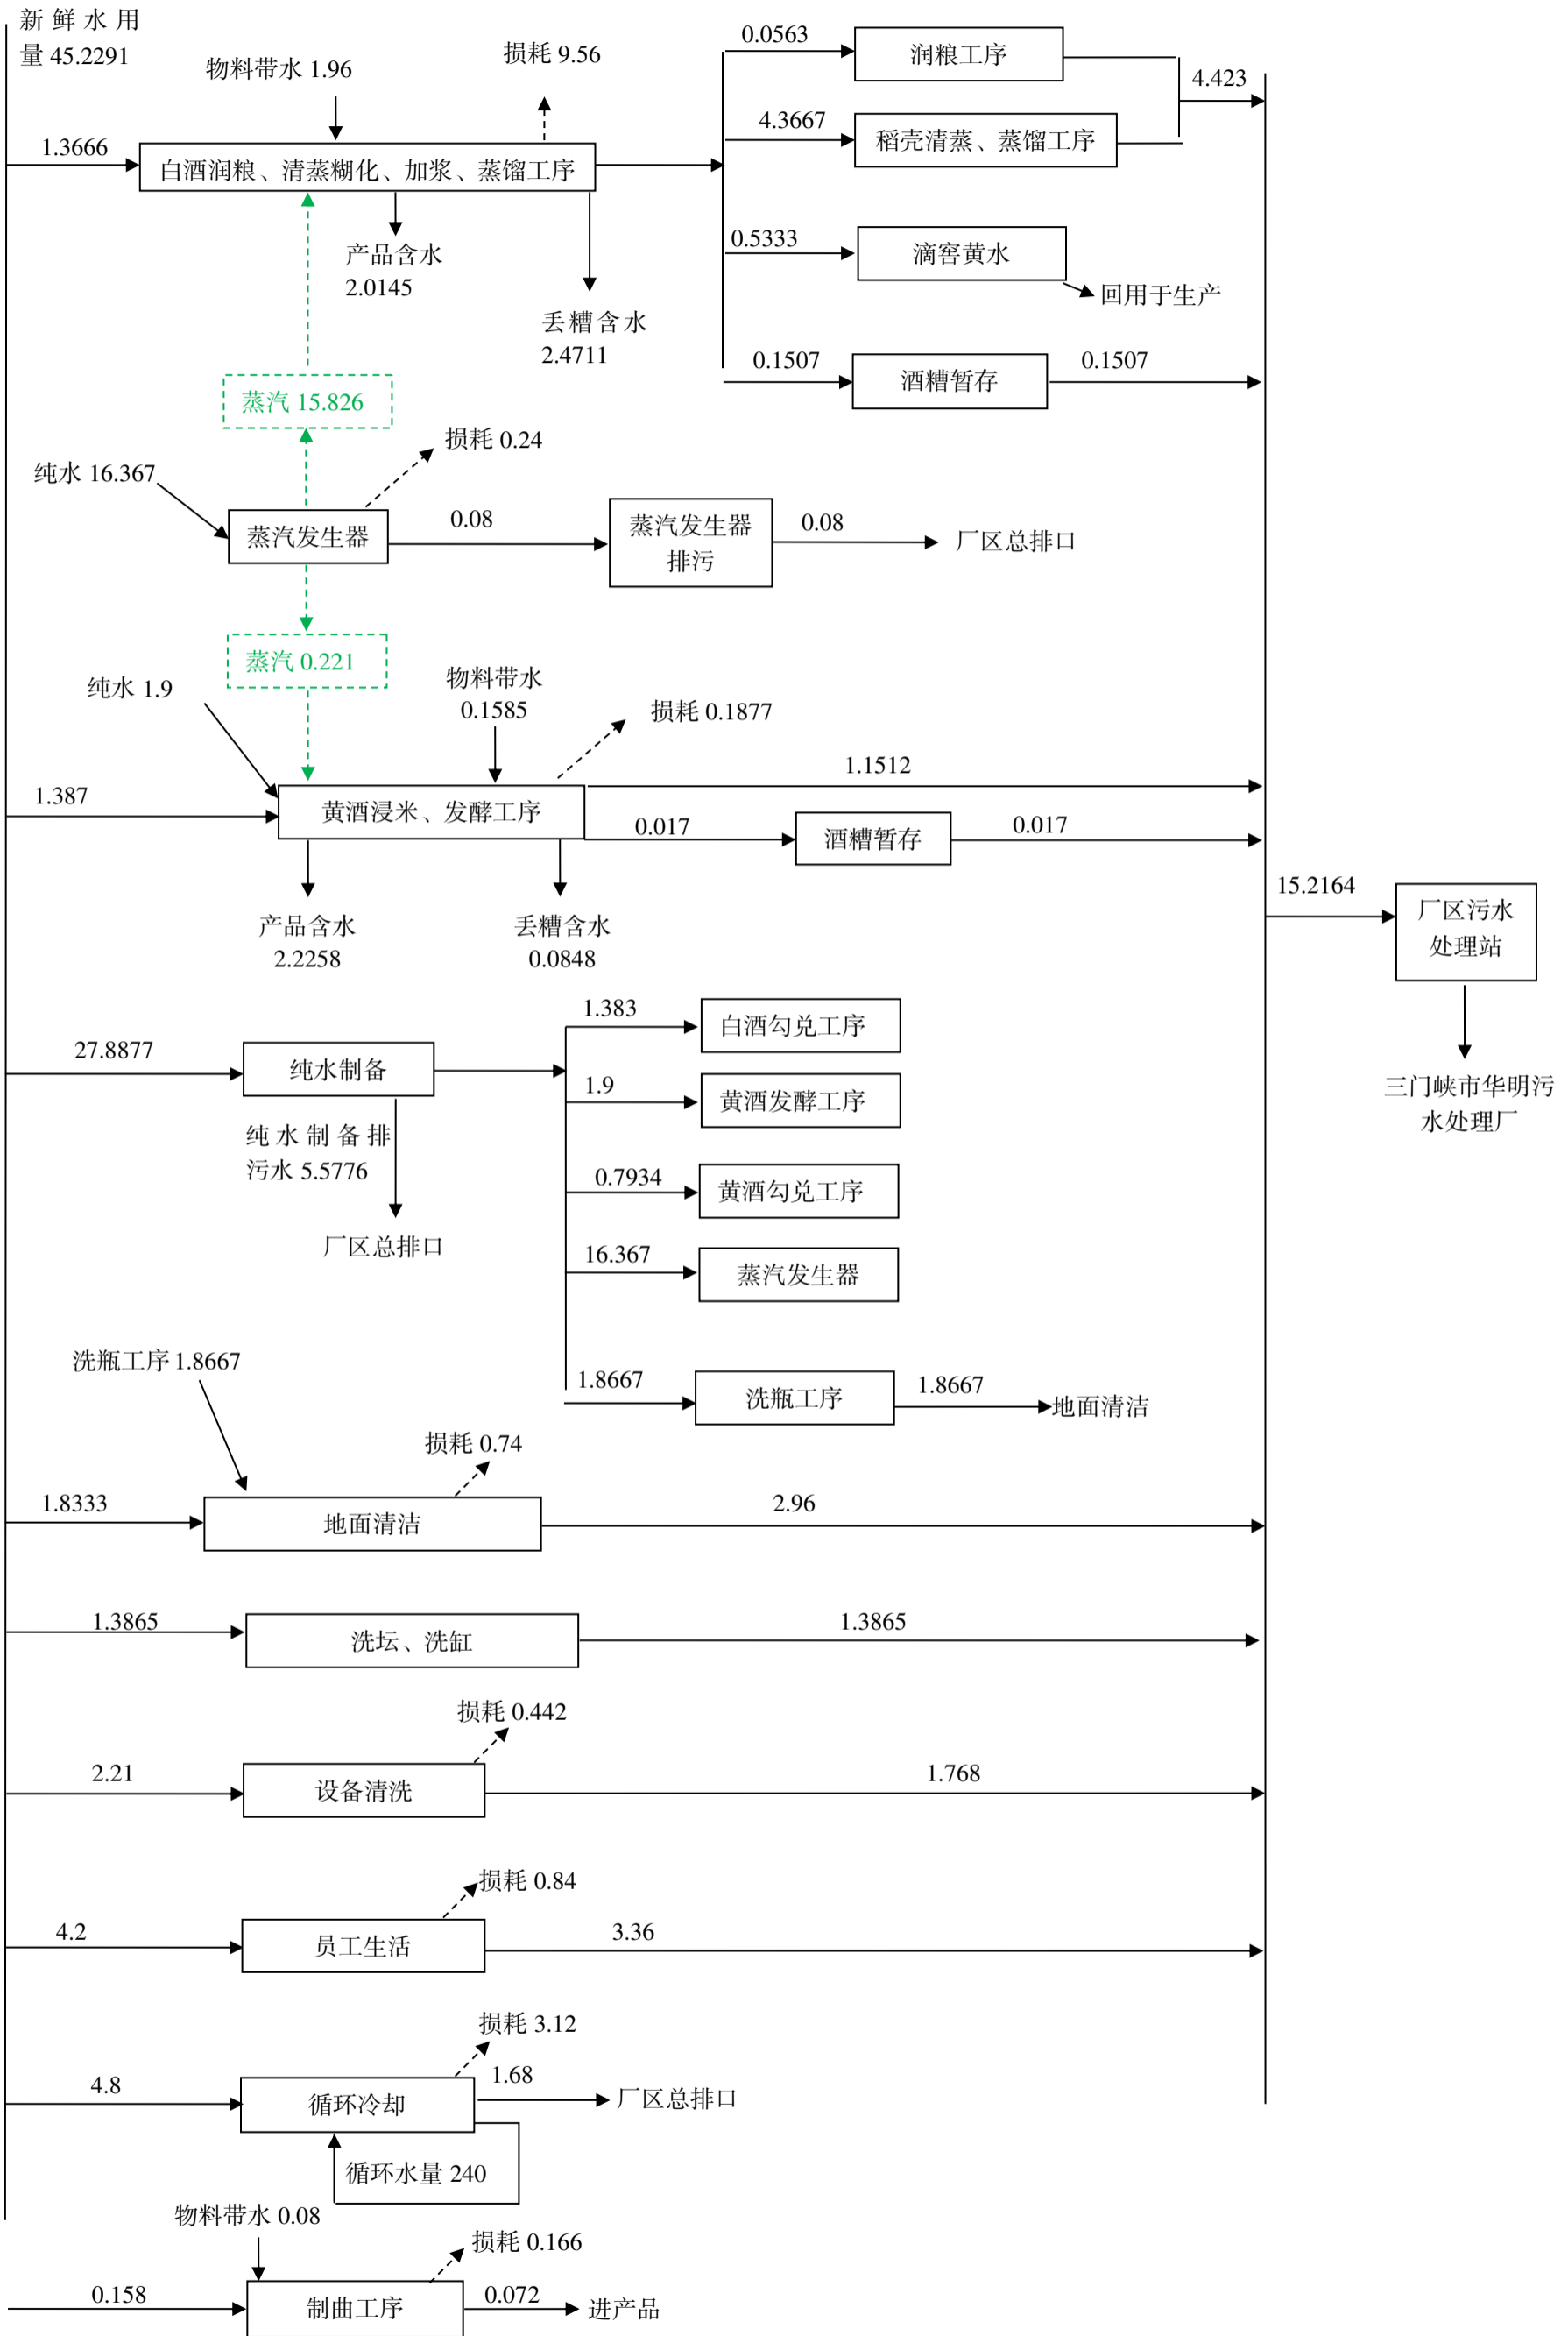 新鲜水用
量 45.2291
物料带水 1.96
损耗 9.56
1.3666
白酒润粮、清蒸糊化、加浆、蒸馏工序
产品含水
2.0145
丢糟含水
2.4711
0.0563
润粮工序
4.423
4.3667
稻壳清蒸、蒸馏工序
0.5333
滴窖黄水
回用于生产
0.1507
酒糟暂存
0.1507
蒸汽 15.826
损耗 0.24
纯水 16.367
蒸汽发生器
0.08
蒸汽发生器
排污
0.08
厂区总排口
蒸汽 0.221
纯水 1.9
物料带水
0.1585
损耗 0.1877
1.387
黄酒浸米、发酵工序
1.1512
0.017
酒糟暂存
0.017
产品含水
2.2258
丢糟含水
0.0848
15.2164
厂区污水
处理站
三门峡市华明污
水处理厂
27.8877
纯水制备
纯水制备排
污水 5.5776
厂区总排口
1.383
白酒勾兑工序
1.9
黄酒发酵工序
0.7934
黄酒勾兑工序
16.367
蒸汽发生器
1.8667
洗瓶工序
1.8667
地面清洁
洗瓶工序 1.8667
损耗 0.74
1.8333
地面清洁
2.96
1.3865
洗坛、洗缸
1.3865
损耗 0.442
2.21
设备清洗
1.768
损耗 0.84
4.2
员工生活
3.36
损耗 3.12
4.8
循环冷却
1.68
厂区总排口
循环水量 240
物料带水 0.08
损耗 0.166
0.158
制曲工序
0.072
进产品